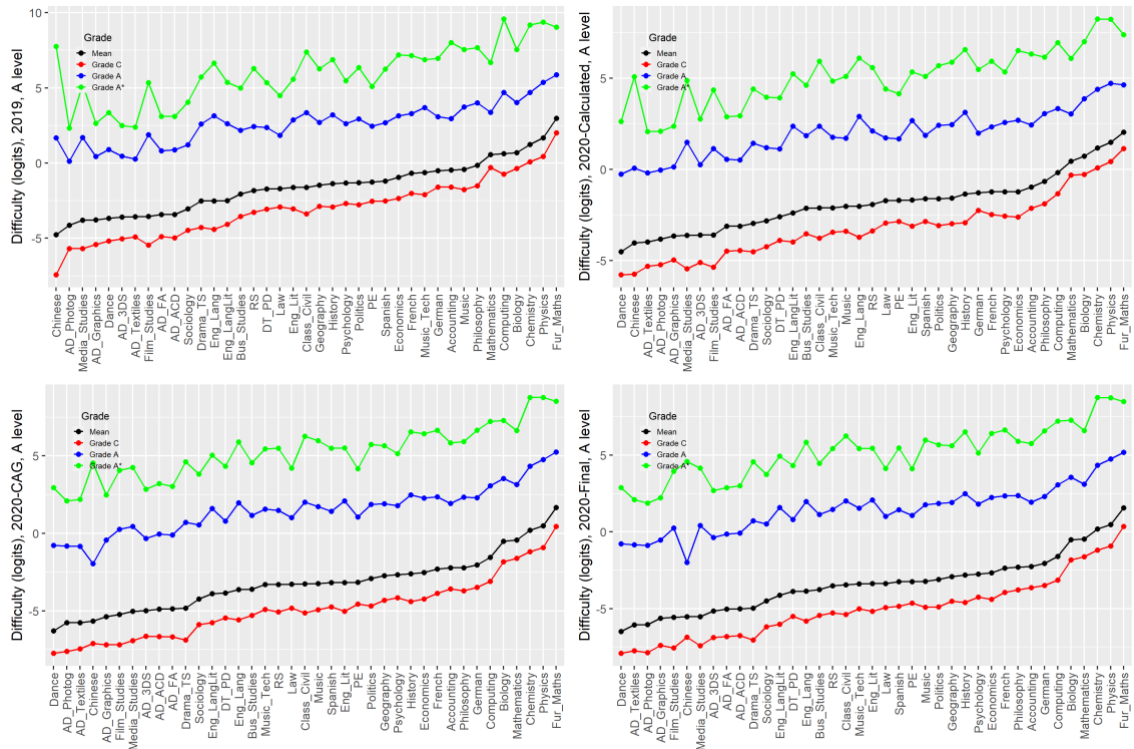 Difficulty (logits), 2019, A level
10
5
0
-5
Grade
Mean
Grade C
Grade A
Grade A*
Chinese
AD_Photog
Media_Studies
AD_Graphics
Dance
AD_3DS
AD_Textiles
Film_Studies
AD_FA
AD_ACD
Sociology
Drama_TS
Eng_Lang
Eng_LangLit
Bus_Studies
RS
DT_PD
Law
Eng_Lit
Class_Civil
Geography
History
Psychology
Politics
PE
Spanish
Economics
French
Music_Tech
German
Accounting
Music
Philosophy
Mathematics
Computing
Biology
Chemistry
Physics
Fur_Maths
Difficulty (logits), 2020-Calculated, A level
5
0
-5
Grade
Mean
Grade C
Grade A
Grade A*
Dance
Chinese
AD_Textiles
AD_Photog
AD_Graphics
Media_Studies
AD_3DS
Film_Studies
AD_FA
AD_ACD
Drama_TS
Sociology
DT_PD
Eng_LangLit
Bus_Studies
Class_Civil
Music_Tech
Music
Eng_Lang
RS
Law
PE
Eng_Lit
Spanish
Politics
Geography
History
German
French
Psychology
Economics
Accounting
Philosophy
Computing
Mathematics
Biology
Chemistry
Physics
Fur_Maths
Difficulty (logits), 2020-CAG, A level
5
0
-5
Grade
Mean
Grade C
Grade A
Grade A*
Dance
AD_Photog
AD_Textiles
Chinese
AD_Graphics
Film_Studies
Media_Studies
AD_3DS
AD_ACD
AD_FA
Drama_TS
Sociology
Eng_LangLit
DT_PD
Eng_Lang
Bus_Studies
Music_Tech
RS
Law
Class_Civil
Music
Spanish
Eng_Lit
PE
Politics
Geography
Psychology
History
Economics
French
Accounting
Philosophy
German
Computing
Biology
Mathematics
Chemistry
Physics
Fur_Maths
Difficulty (logits), 2020-Final, A level
5
0
-5
Grade
Mean
Grade C
Grade A
Grade A*
Dance
AD_Textiles
AD_Photog
AD_Graphics
Film_Studies
Chinese
Media_Studies
AD_3DS
AD_FA
AD_ACD
Drama_TS
Sociology
Eng_LangLit
DT_PD
Eng_Lang
Bus_Studies
RS
Class_Civil
Music_Tech
Eng_Lit
Law
Spanish
PE
Music
Politics
Geography
History
Psychology
Economics
French
Philosophy
Accounting
German
Computing
Biology
Mathematics
Chemistry
Physics
Fur_Maths